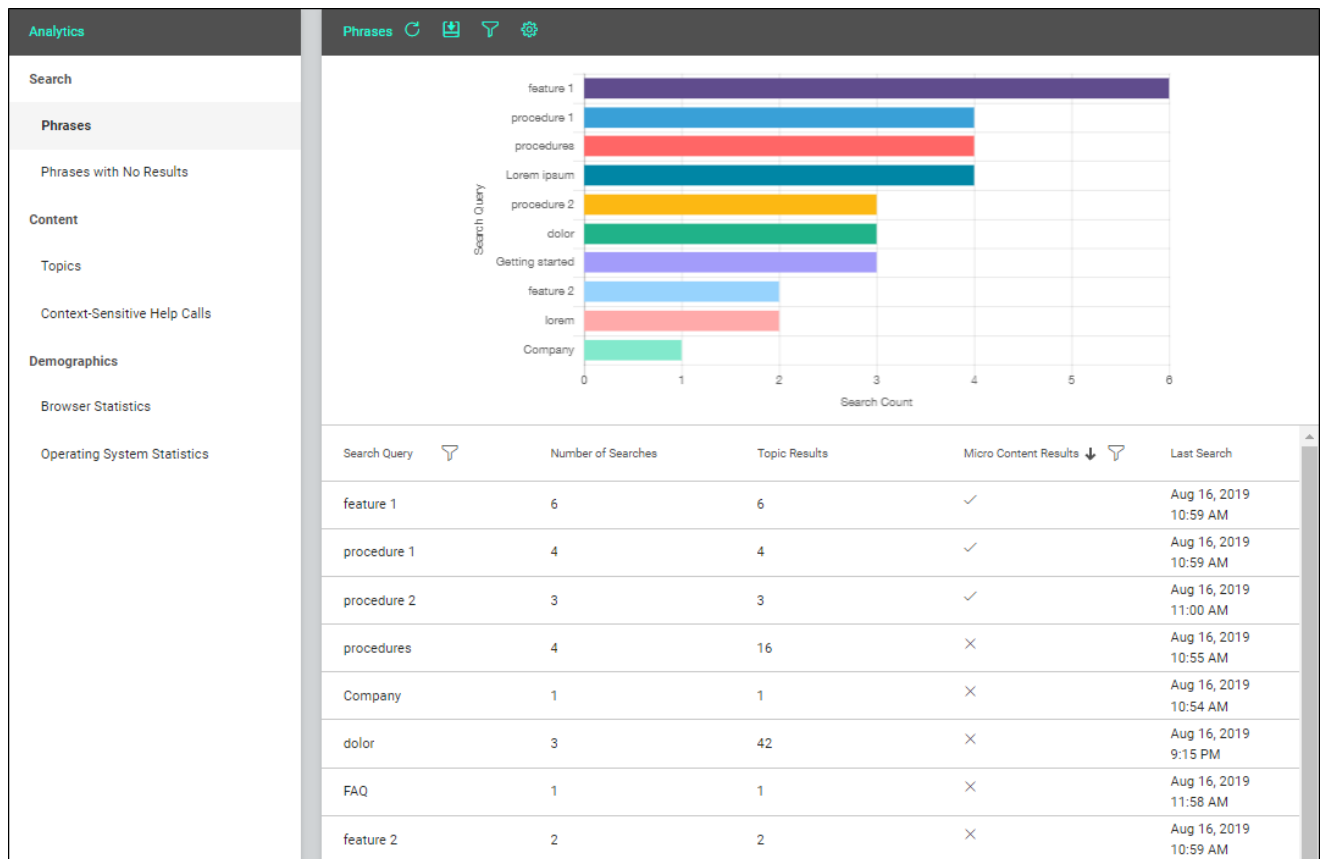 Analytics
Search
Phrases
Phrases with No Results
Content
Topics
Context-Sensitive Help Calls
Demographics
Browser Statistics
Operating System Statistics
Phrases
Search Query
feature 1
procedure 1
procedures
Lorem ipsum
procedure 2
dolor
Getting started
feature 2
lorem
Company
0 1 2 3 4 5 6
Search Count
Search Query Number of Searches Topic Results Micro Content Results Last Search
feature 1 6 6 Aug 16, 2019
10:59 AM
procedure 1 4 4 Aug 16, 2019
10:59 AM
procedure 2 3 3 Aug 16, 2019
11:00 AM
procedures 4 16 Aug 16, 2019
10:55 AM
Company 1 1 Aug 16, 2019
10:54 AM
dolor 3 42 Aug 16, 2019
9:15 PM
FAQ 1 1 Aug 16, 2019
11:58 AM
feature 2 2 2 Aug 16, 2019
10:59 AM